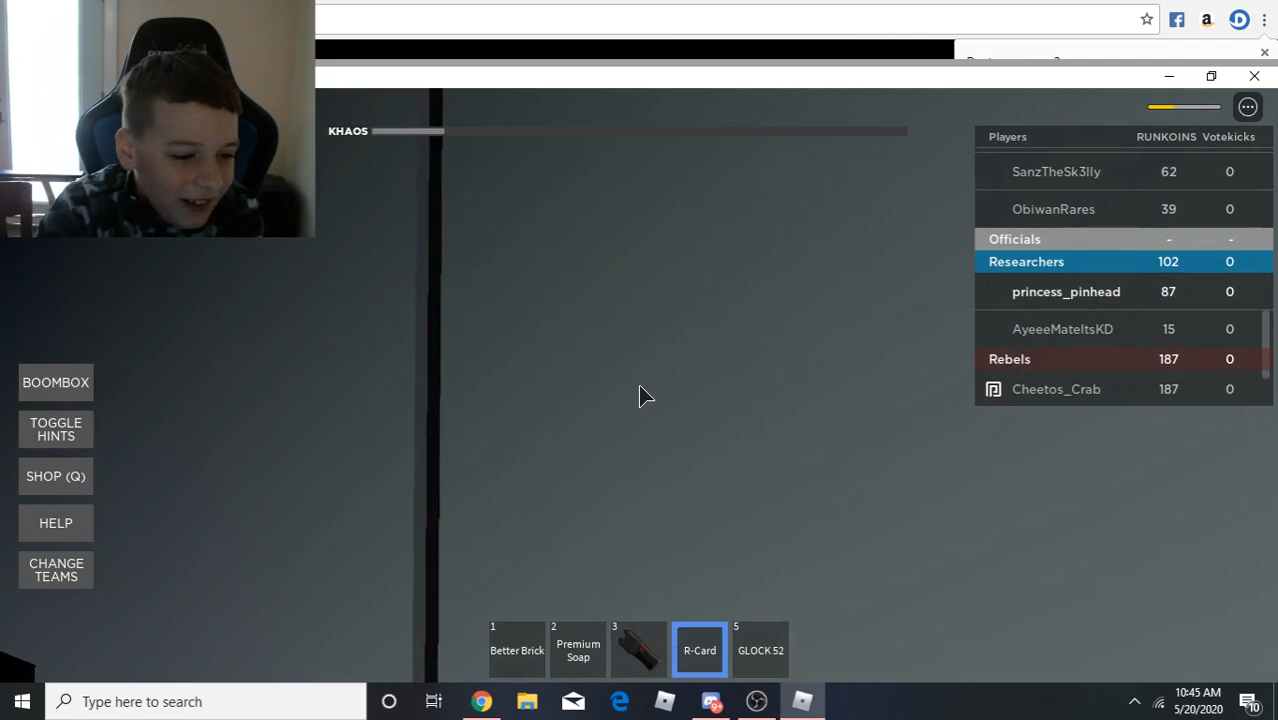 KHAOS
Players RUNKOINS Votekicks
SanzTheSk3lly 62 0
ObiwanRares 39 0
Officials - -
Researchers 102 0
princess_pinhead 87 0
AyeeeMateItsKD 15 0
Rebels 187 0
Cheetos_Crab 187 0
BOOMBOX
TOGGLE
HINTS
SHOP (Q)
HELP
CHANGE
TEAMS
1
Better Brick
2
Premium
Soap
3
R-Card
5
GLOCK 52
Type here to search
9+
10:45 AM
5/20/2020
10